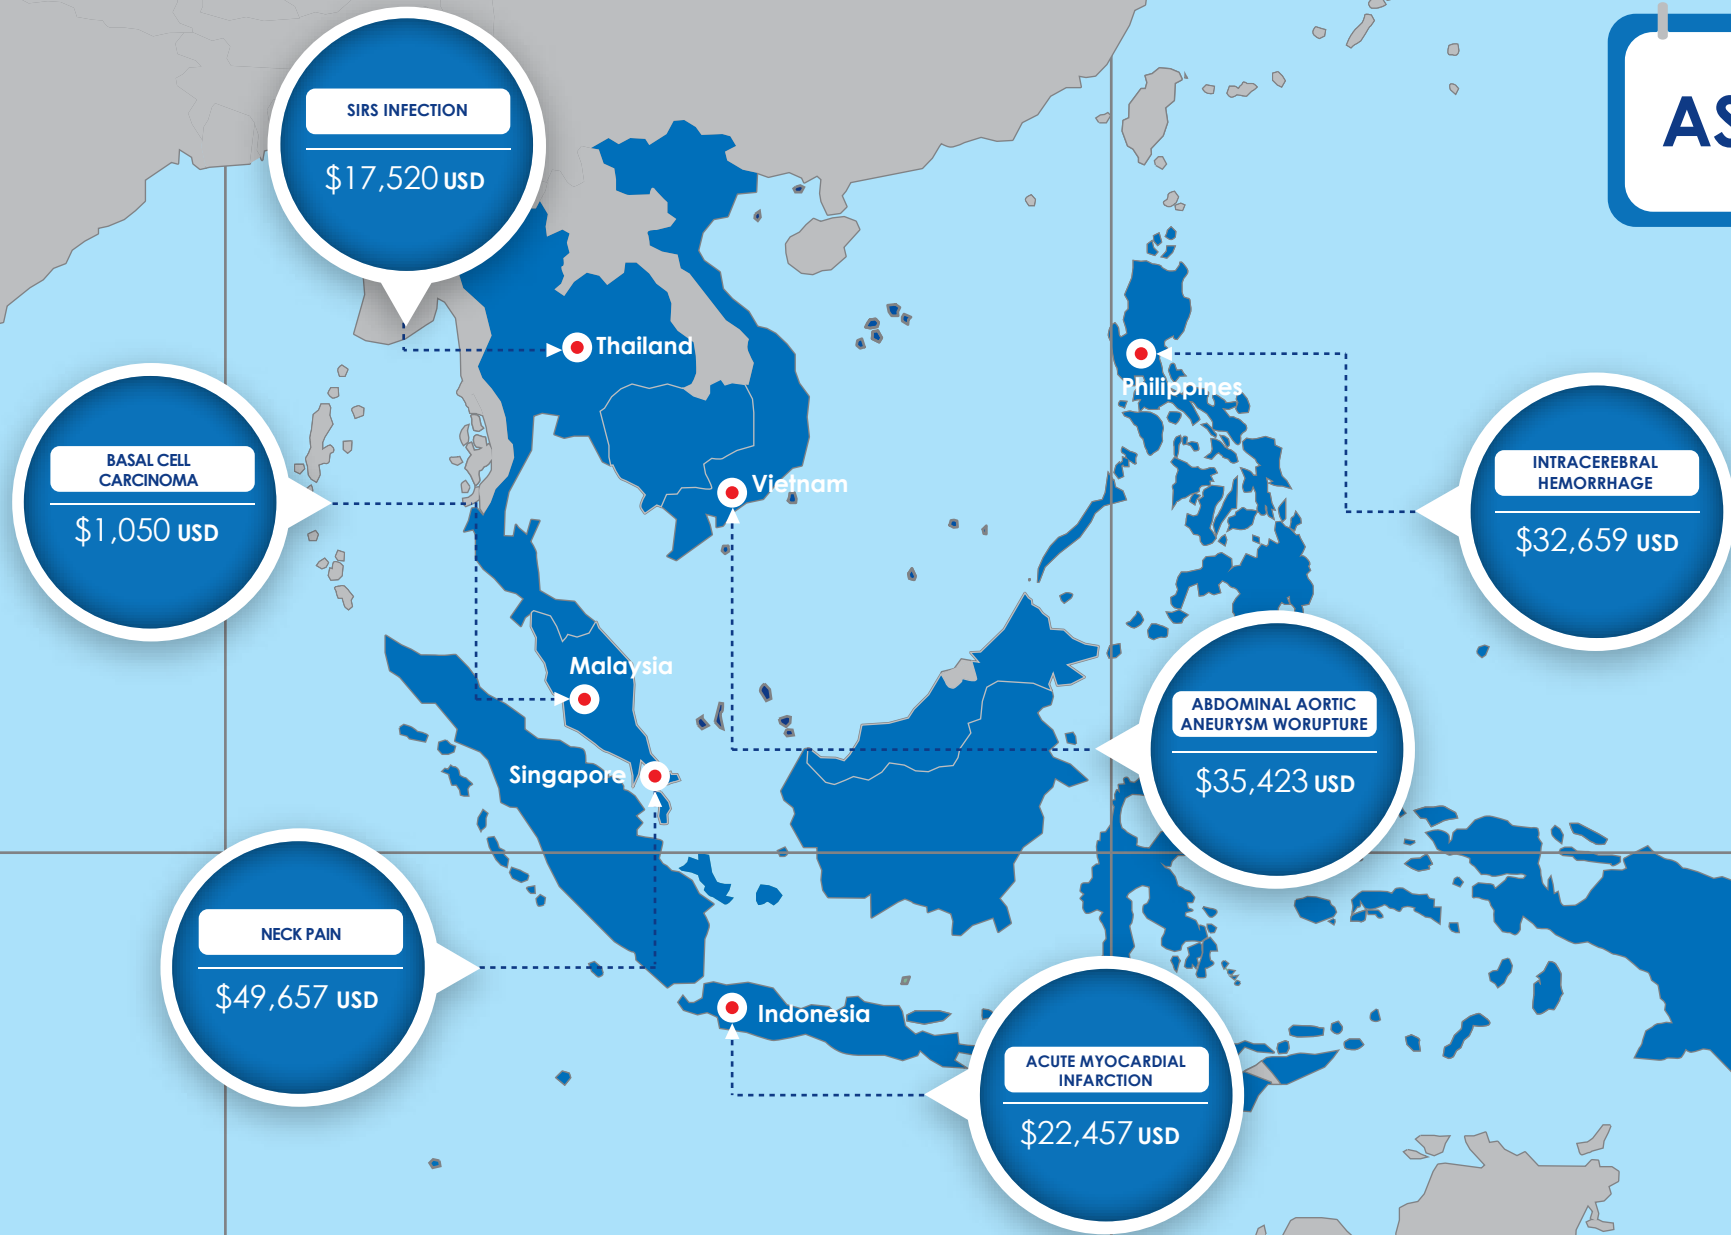 SIRS INFECTION
$17,520 USD
AS
Thailand
Philippines
BASAL CELL
CARCINOMA
$1,050 USD
Vietnam
INTRACEREBRAL
HEMORRHAGE
$32,659 USD
Malaysia
ABDOMINAL AORTIC
ANEURYSM WORUPTURE
$35,423 USD
Singapore
NECK PAIN
$49,657 USD
Indonesia
ACUTE MYOCARDIAL
INFARCTION
$22,457 USD